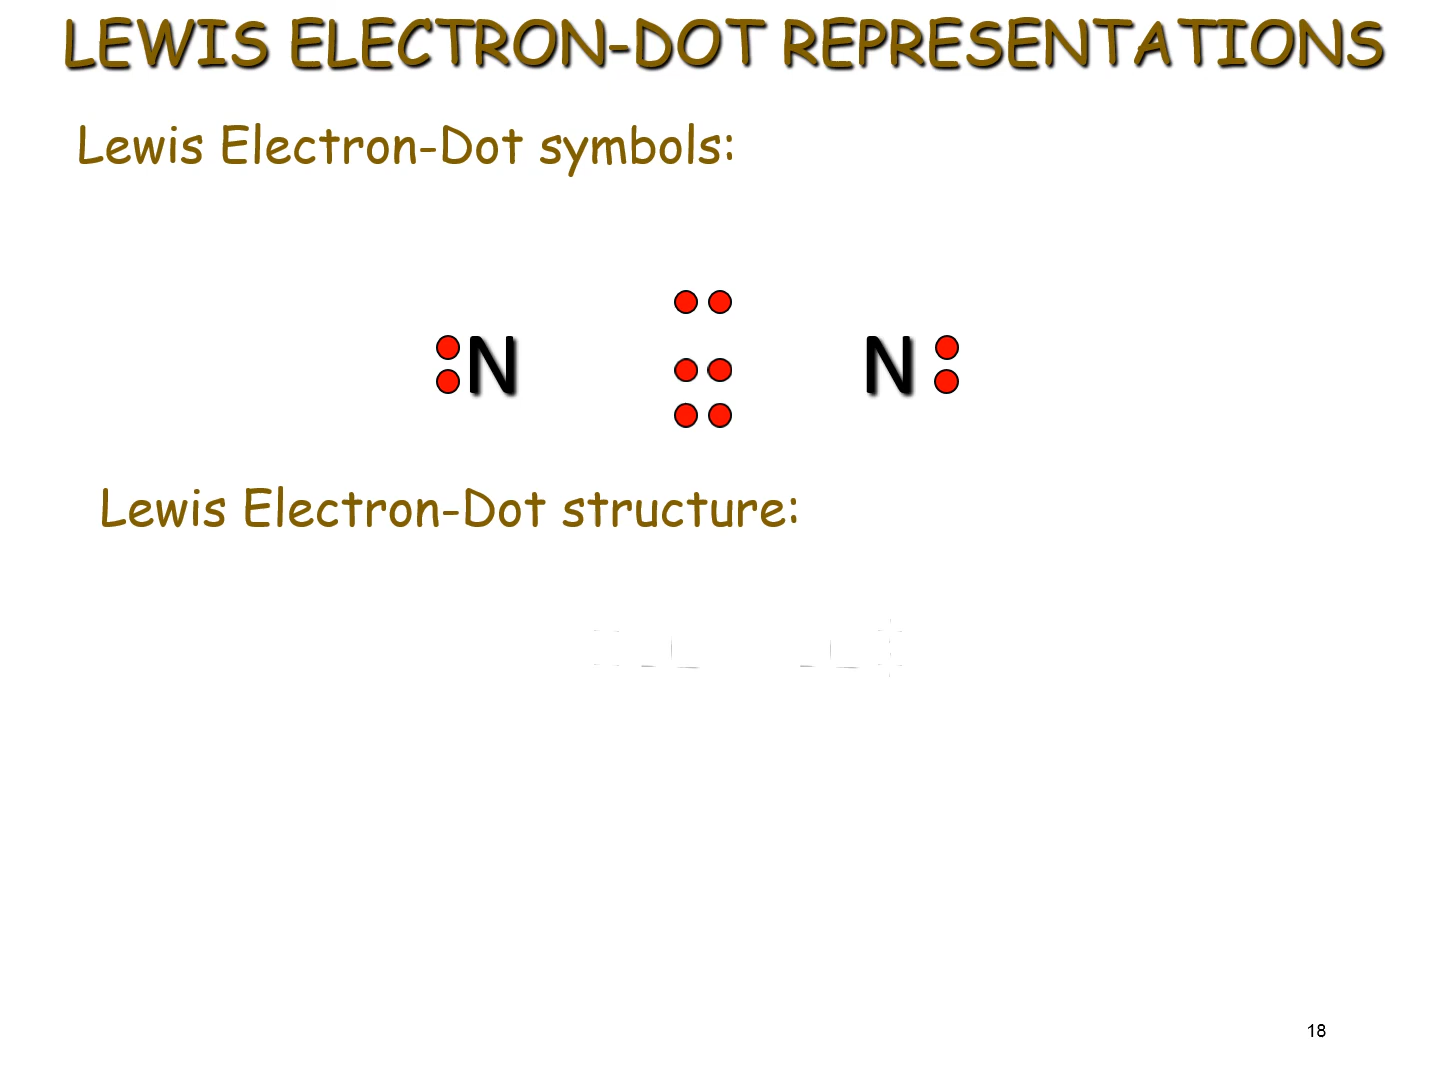 LEWIS ELECTRON-DOT REPRESENTATIONS
Lewis Electron-Dot symbols:
N N
Lewis Electron-Dot structure:
18